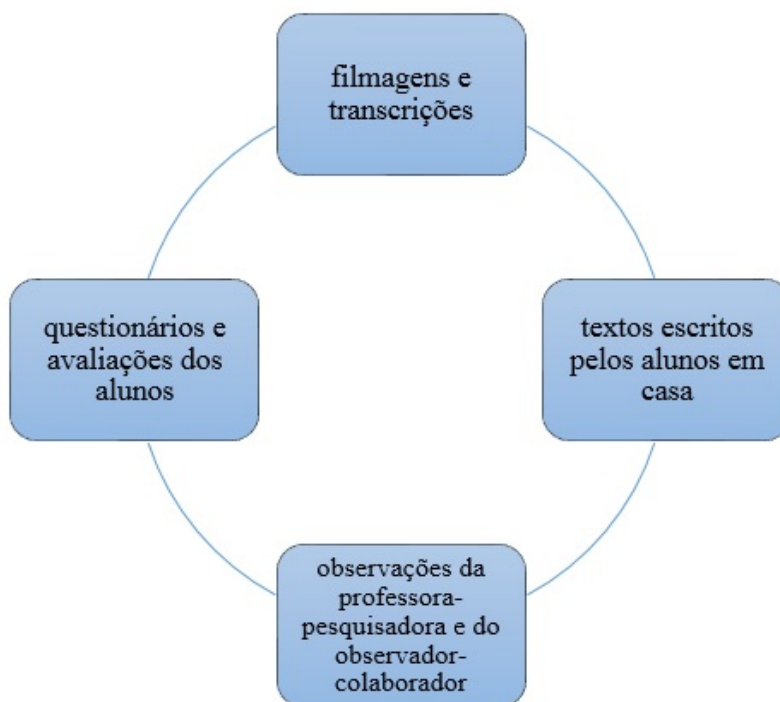 filmagens e
transcrições
questionários e
avaliações dos
alunos
textos escritos
pelos alunos em
casa
observações da
professora-
pesquisadora e do
observador-
colaborador